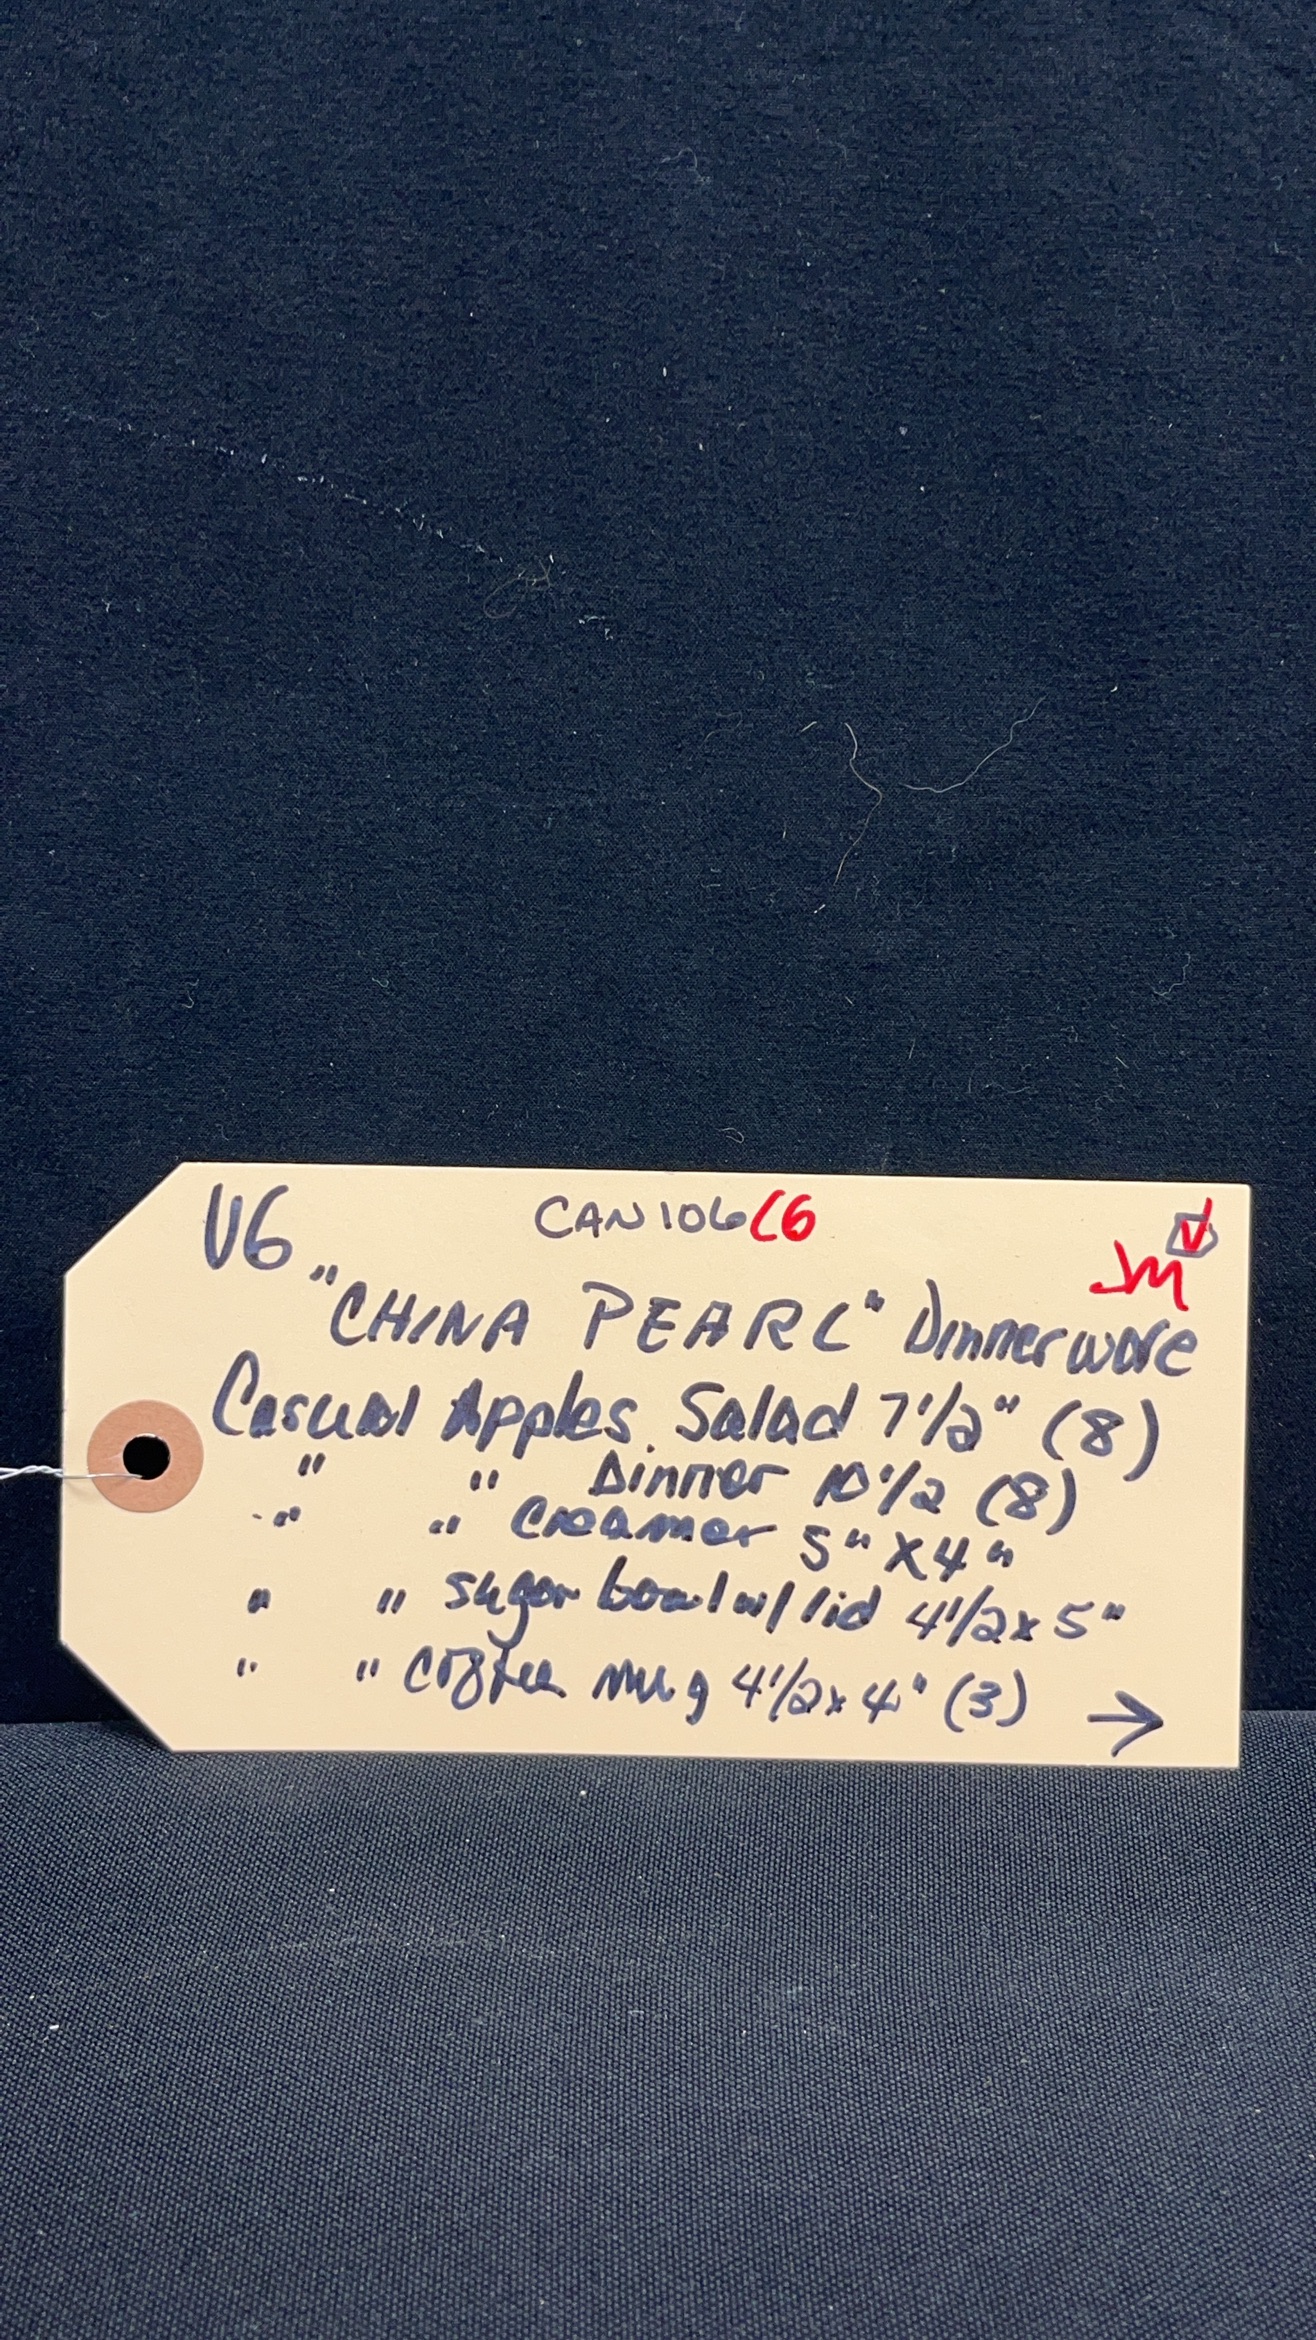 V6 CAN106C6 JM
"CHINA PEARL" Dinnerware
Casual Apples. Salad 7 1/2" (8)
" " Dinner 10 1/2 (8)
" " Creamer 5" X 4"
" " sugar bowl w/ lid 4 1/2 x 5"
" " coffee mug 4 1/2 x 4" (3) →